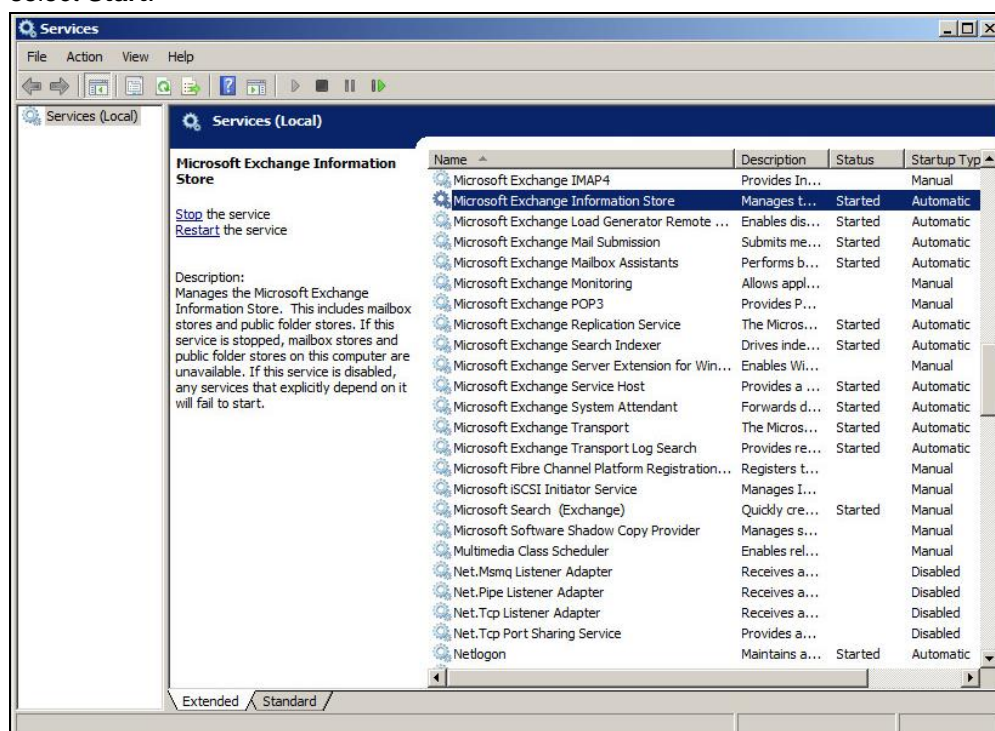 select Start.
Services
File Action View Help
Services (Local)
Services (Local)
Microsoft Exchange Information
Store
Stop the service
Restart the service
Description:
Manages the Microsoft Exchange
Information Store. This includes mailbox
stores and public folder stores. If this
service is stopped, mailbox stores and
public folder stores on this computer are
unavailable. If this service is disabled,
any services that explicitly depend on it
will fail to start.
Name Description Status Startup Typ
Microsoft Exchange IMAP4 Provides In... Manual
Microsoft Exchange Information Store Manages t... Started Automatic
Microsoft Exchange Load Generator Remote ... Enables dis... Started Automatic
Microsoft Exchange Mail Submission Submits me... Started Automatic
Microsoft Exchange Mailbox Assistants Performs b... Started Automatic
Microsoft Exchange Monitoring Allows appl... Manual
Microsoft Exchange POP3 Provides P... Manual
Microsoft Exchange Replication Service The Micros... Started Automatic
Microsoft Exchange Search Indexer Drives inde... Started Automatic
Microsoft Exchange Server Extension for Win... Enables Wi... Manual
Microsoft Exchange Service Host Provides a ... Started Automatic
Microsoft Exchange System Attendant Forwards d... Started Automatic
Microsoft Exchange Transport The Micros... Started Automatic
Microsoft Exchange Transport Log Search Provides re... Started Automatic
Microsoft Fibre Channel Platform Registration... Registers t... Manual
Microsoft iSCSI Initiator Service Manages I... Manual
Microsoft Search (Exchange) Quickly cre... Started Manual
Microsoft Software Shadow Copy Provider Manages s... Manual
Multimedia Class Scheduler Enables rel... Manual
Net.Msmq Listener Adapter Receives a... Disabled
Net.Pipe Listener Adapter Receives a... Disabled
Net.Tcp Listener Adapter Receives a... Disabled
Net.Tcp Port Sharing Service Provides a... Disabled
Netlogon Maintains a... Started Automatic
Extended Standard